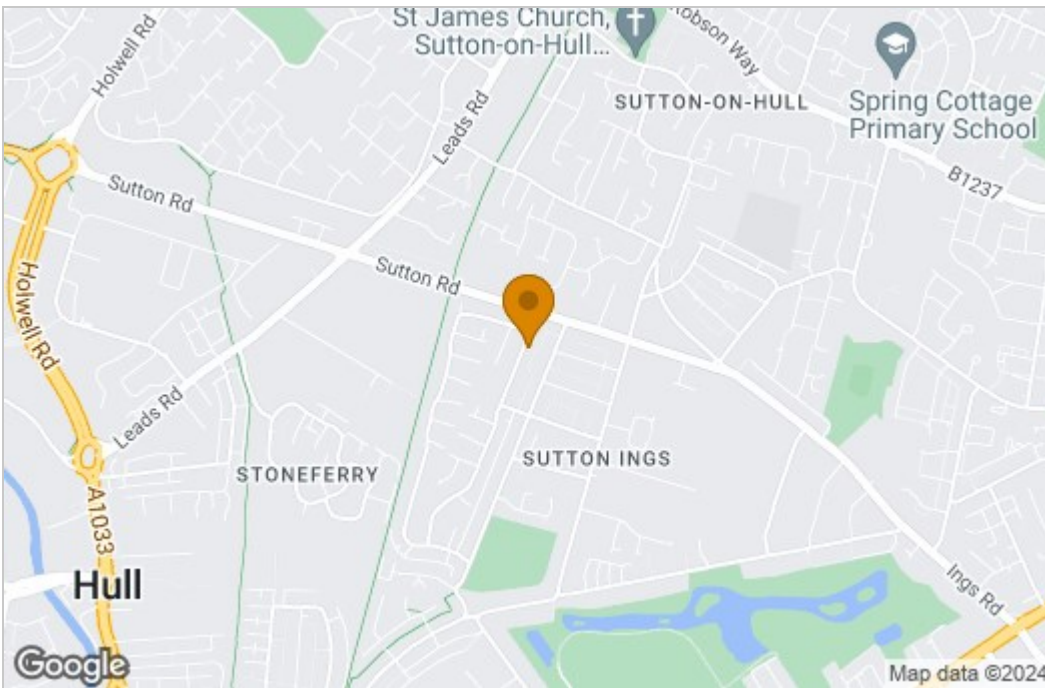 St James Church,
Sutton-on-Hull...
Robson Way
Holwell Rd
SUTTON-ON-HULL
Spring Cottage
Primary School
Leads Rd
B1237
Sutton Rd
Sutton Rd
Holwell Rd
Leads Rd
SUTTON INGS
STONEFERRY
A1033
Hull
Ings Rd
Google
Map data ©2024